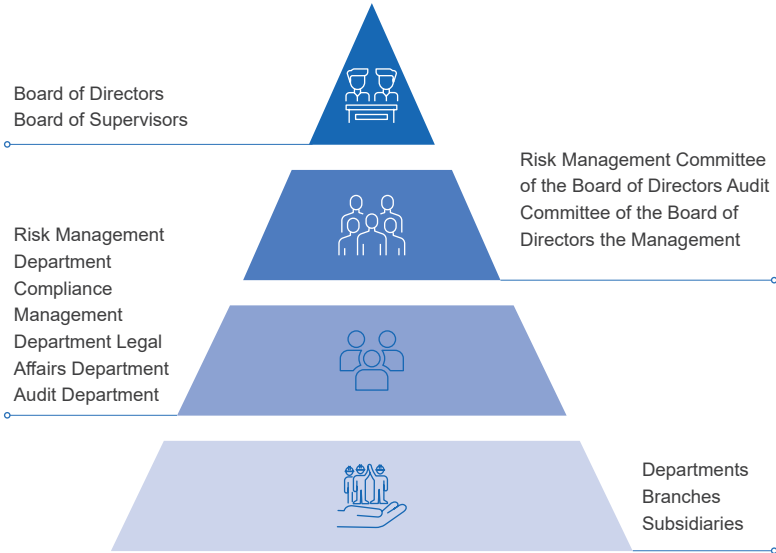 Board of Directors
Board of Supervisors
Risk Management Committee
of the Board of Directors Audit
Committee of the Board of
Directors the Management
Risk Management
Department
Compliance
Management
Department Legal
Affairs Department
Audit Department
Departments
Branches
Subsidiaries